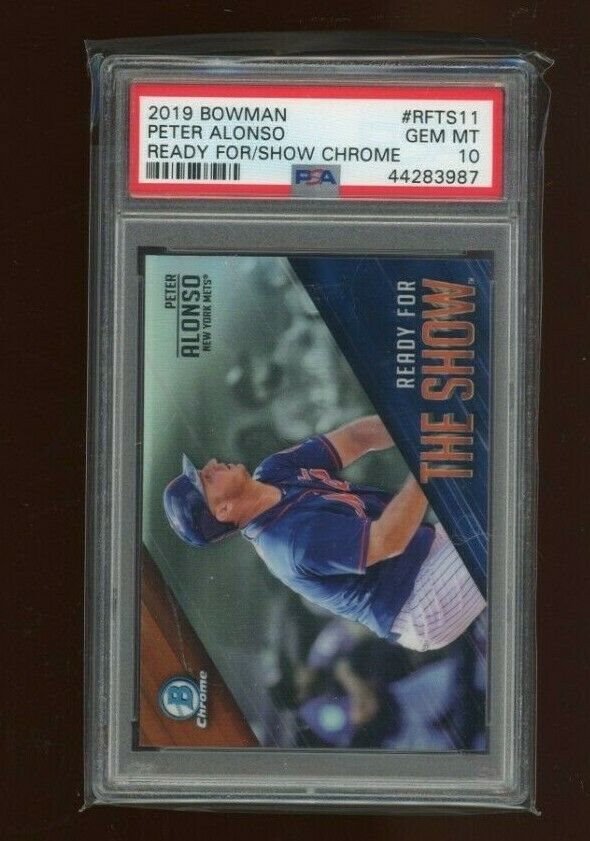 2019 BOWMAN #RFTS11
PETER ALONSO GEM MT
READY FOR/SHOW CHROME 10
PSA 44283987
PETER
ALONSO
NEW YORK METS®
READY FOR
THE SHOW™
B
Chrome